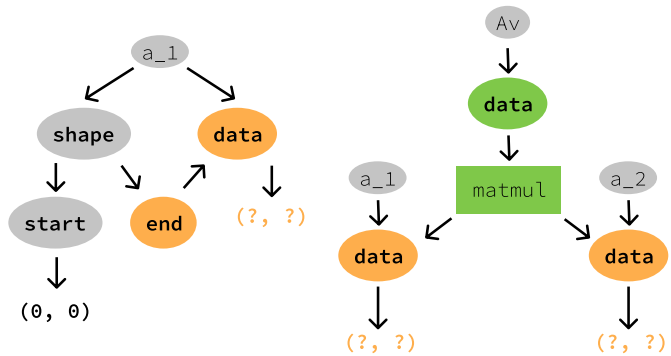 a_1
shape
data
start
end
(?, ?)
(0, 0)
Av
data
matmul
a_1
a_2
data
data
(?, ?)
(?, ?)